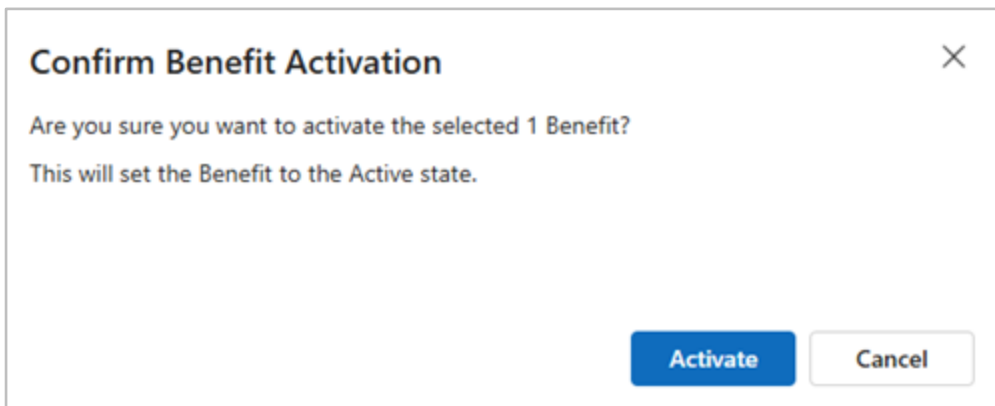 Confirm Benefit Activation
Are you sure you want to activate the selected 1 Benefit?
This will set the Benefit to the Active state.
Activate
Cancel